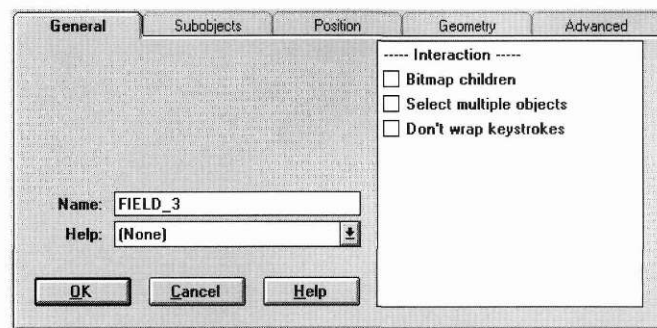 General Subobjects Position Geometry Advanced
----- Interaction -----
Bitmap children
Select multiple objects
Don't wrap keystrokes
Name: FIELD_3
Help: (None)
OK Cancel Help